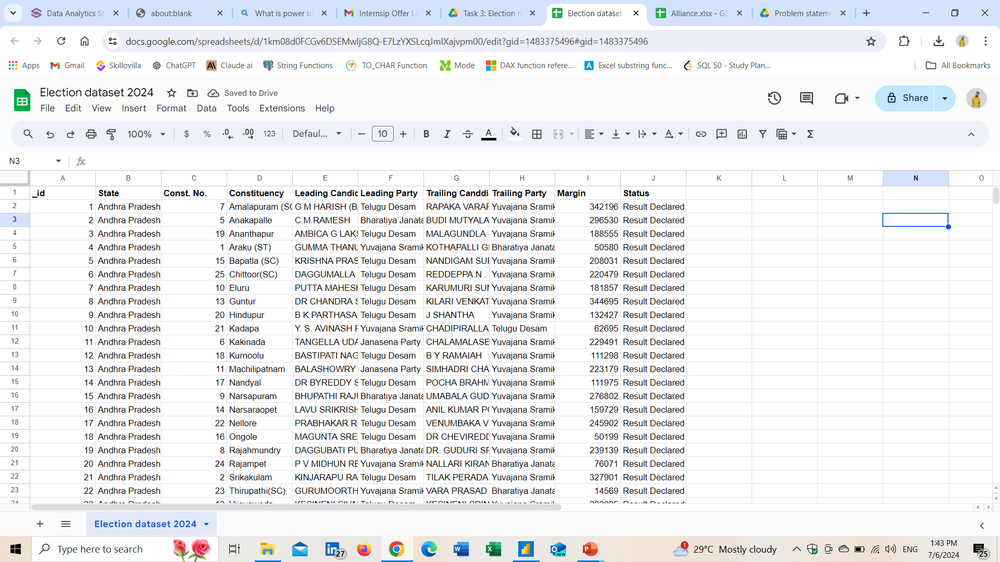 Data Analytics St
about:blank
What is power bi
Internsip Offer Le
Task 3: Election r
Election dataset
Alliance.xlsx - Go
Problem stateme
docs.google.com/spreadsheets/d/1km08d0FCGv6DSEMwIjG8Q-E7LzYXSLcqJmIXajvpm00/edit?gid=1483375496#gid=1483375496
Apps Gmail Skillovilla ChatGPT Claude ai String Functions TO_CHAR Function Mode DAX function refere... Excel substring func... SQL 50 - Study Plan... All Bookmarks
Election dataset 2024 Saved to Drive
File Edit View Insert Format Data Tools Extensions Help
Share
100% $ % .0 .00 123 Defaul... 10 B I A
N3 fx
A B C D E F G H I J K L M N O
1 _id State Const. No. Constituency Leading Candic Leading Party Trailing Canddi Trailing Party Margin Status
2 1 Andhra Pradesh 7 Amalapuram (SC G M HARISH (B Telugu Desam RAPAKA VARAP Yuvajana Sramik 342196 Result Declared
3 2 Andhra Pradesh 5 Anakapalle C.M.RAMESH Bharatiya Janata BUDI MUTYALA Yuvajana Sramik 296530 Result Declared
4 3 Andhra Pradesh 19 Ananthapur AMBICA G LAKS Telugu Desam MALAGUNDLA Yuvajana Sramik 188555 Result Declared
5 4 Andhra Pradesh 1 Araku (ST) GUMMA THANU Yuvajana Sramik KOTHAPALLI G Bharatiya Janata 50580 Result Declared
6 5 Andhra Pradesh 15 Bapatla (SC) KRISHNA PRAS Telugu Desam NANDIGAM SUR Yuvajana Sramik 208031 Result Declared
7 6 Andhra Pradesh 25 Chittoor(SC) DAGGUMALLA Telugu Desam REDDEPPA.N . Yuvajana Sramik 220479 Result Declared
8 7 Andhra Pradesh 10 Eluru PUTTA MAHESH Telugu Desam KARUMURI SUN Yuvajana Sramik 181857 Result Declared
9 8 Andhra Pradesh 13 Guntur DR CHANDRA S Telugu Desam KILARI VENKAT Yuvajana Sramik 344695 Result Declared
10 9 Andhra Pradesh 20 Hindupur B K PARTHASA Telugu Desam J SHANTHA Yuvajana Sramik 132427 Result Declared
11 10 Andhra Pradesh 21 Kadapa Y. S. AVINASH R Yuvajana Sramik CHADIPIRALLA Telugu Desam 62695 Result Declared
12 11 Andhra Pradesh 6 Kakinada TANGELLA UDA Janasena Party CHALAMALASE Yuvajana Sramik 229491 Result Declared
13 12 Andhra Pradesh 18 Kurnoolu BASTIPATI NAG Telugu Desam B Y RAMAIAH Yuvajana Sramik 111298 Result Declared
14 13 Andhra Pradesh 11 Machilipatnam BALASHOWRY Janasena Party SIMHADRI CHA Yuvajana Sramik 223179 Result Declared
15 14 Andhra Pradesh 17 Nandyal DR BYREDDY S Telugu Desam POCHA BRAHM Yuvajana Sramik 111975 Result Declared
16 15 Andhra Pradesh 9 Narsapuram BHUPATHI RAJU Bharatiya Janata UMABALA GUD Yuvajana Sramik 276802 Result Declared
17 16 Andhra Pradesh 14 Narsaraopet LAVU SRIKRISH Telugu Desam ANIL KUMAR PO Yuvajana Sramik 159729 Result Declared
18 17 Andhra Pradesh 22 Nellore PRABHAKAR RE Telugu Desam VENUMBAKA V Yuvajana Sramik 245902 Result Declared
19 18 Andhra Pradesh 16 Ongole MAGUNTA SRE Telugu Desam DR CHEVIREDD Yuvajana Sramik 50199 Result Declared
20 19 Andhra Pradesh 8 Rajahmundry DAGGUBATI PU Bharatiya Janata DR. GUDURI SR Yuvajana Sramik 239139 Result Declared
21 20 Andhra Pradesh 24 Rajampet P V MIDHUN RE Yuvajana Sramik NALLARI KIRAN Bharatiya Janata 76071 Result Declared
22 21 Andhra Pradesh 2 Srikakulam KINJARAPU RA Telugu Desam TILAK PERADA Yuvajana Sramik 327901 Result Declared
23 22 Andhra Pradesh 23 Thirupathi(SC) GURUMOORTH Yuvajana Sramik VARA PRASAD Bharatiya Janata 14569 Result Declared
Election dataset 2024
Type here to search 27 NEW 1 29°C Mostly cloudy ENG 1:43 PM 7/6/2024 25